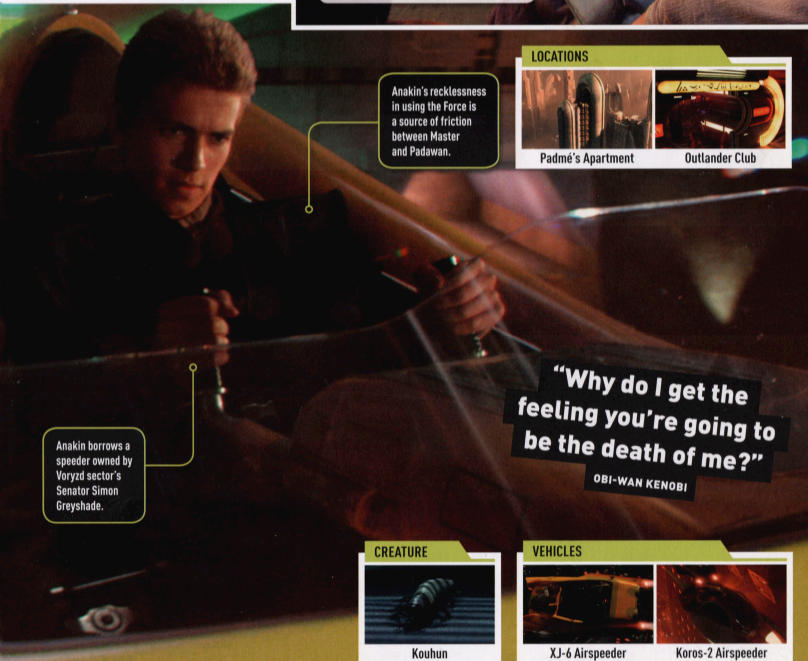 LOCATIONS
Padmé's Apartment
Outlander Club
Anakin's recklessness
in using the Force is
a source of friction
between Master
and Padawan.
"Why do I get the
feeling you're going to
be the death of me?"
OBI-WAN KENOBI
Anakin borrows a
speeder owned by
Voryzd sector's
Senator Simon
Greyshade.
CREATURE
Kouhun
VEHICLES
XJ-6 Airspeeder
Koros-2 Airspeeder